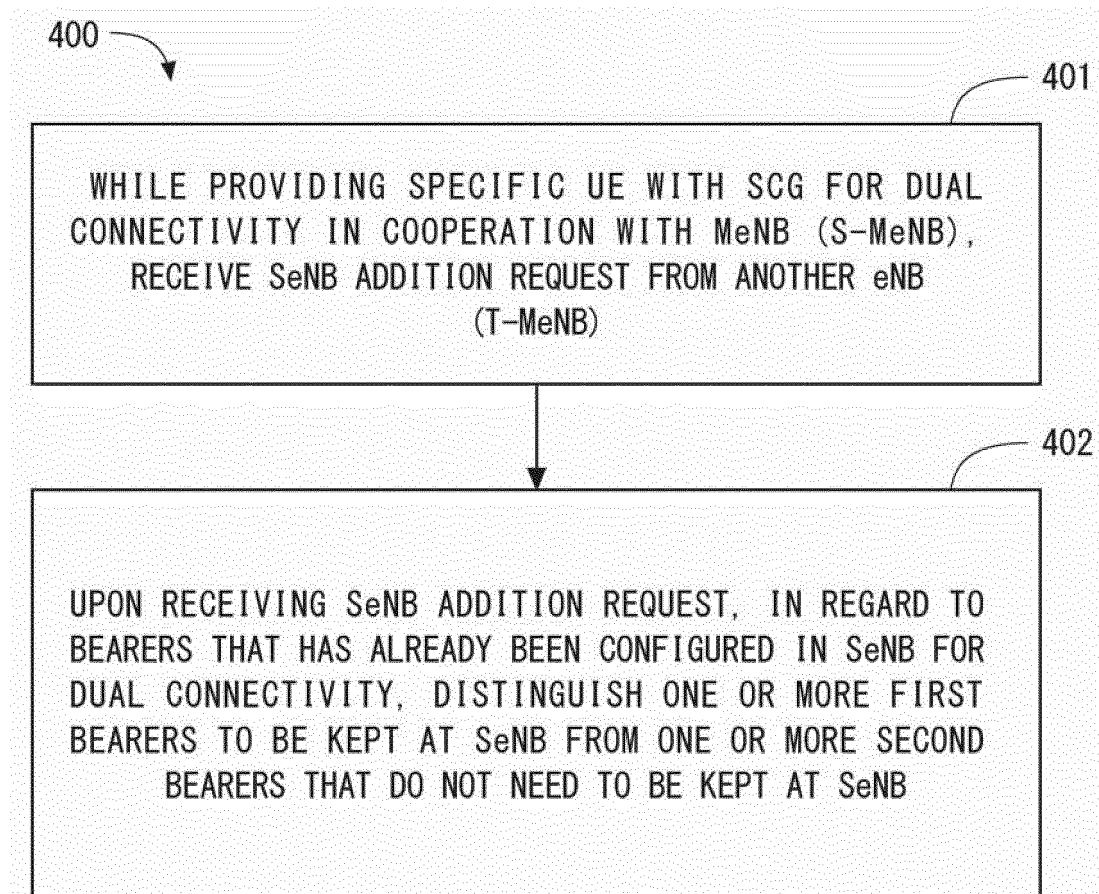 400
401
WHILE PROVIDING SPECIFIC UE WITH SCG FOR DUAL
CONNECTIVITY IN COOPERATION WITH MeNB (S-MeNB),
RECEIVE SeNB ADDITION REQUEST FROM ANOTHER eNB
(T-MeNB)
402
UPON RECEIVING SeNB ADDITION REQUEST, IN REGARD TO
BEARERS THAT HAS ALREADY BEEN CONFIGURED IN SeNB FOR
DUAL CONNECTIVITY, DISTINGUISH ONE OR MORE FIRST
BEARERS TO BE KEPT AT SeNB FROM ONE OR MORE SECOND
BEARERS THAT DO NOT NEED TO BE KEPT AT SeNB